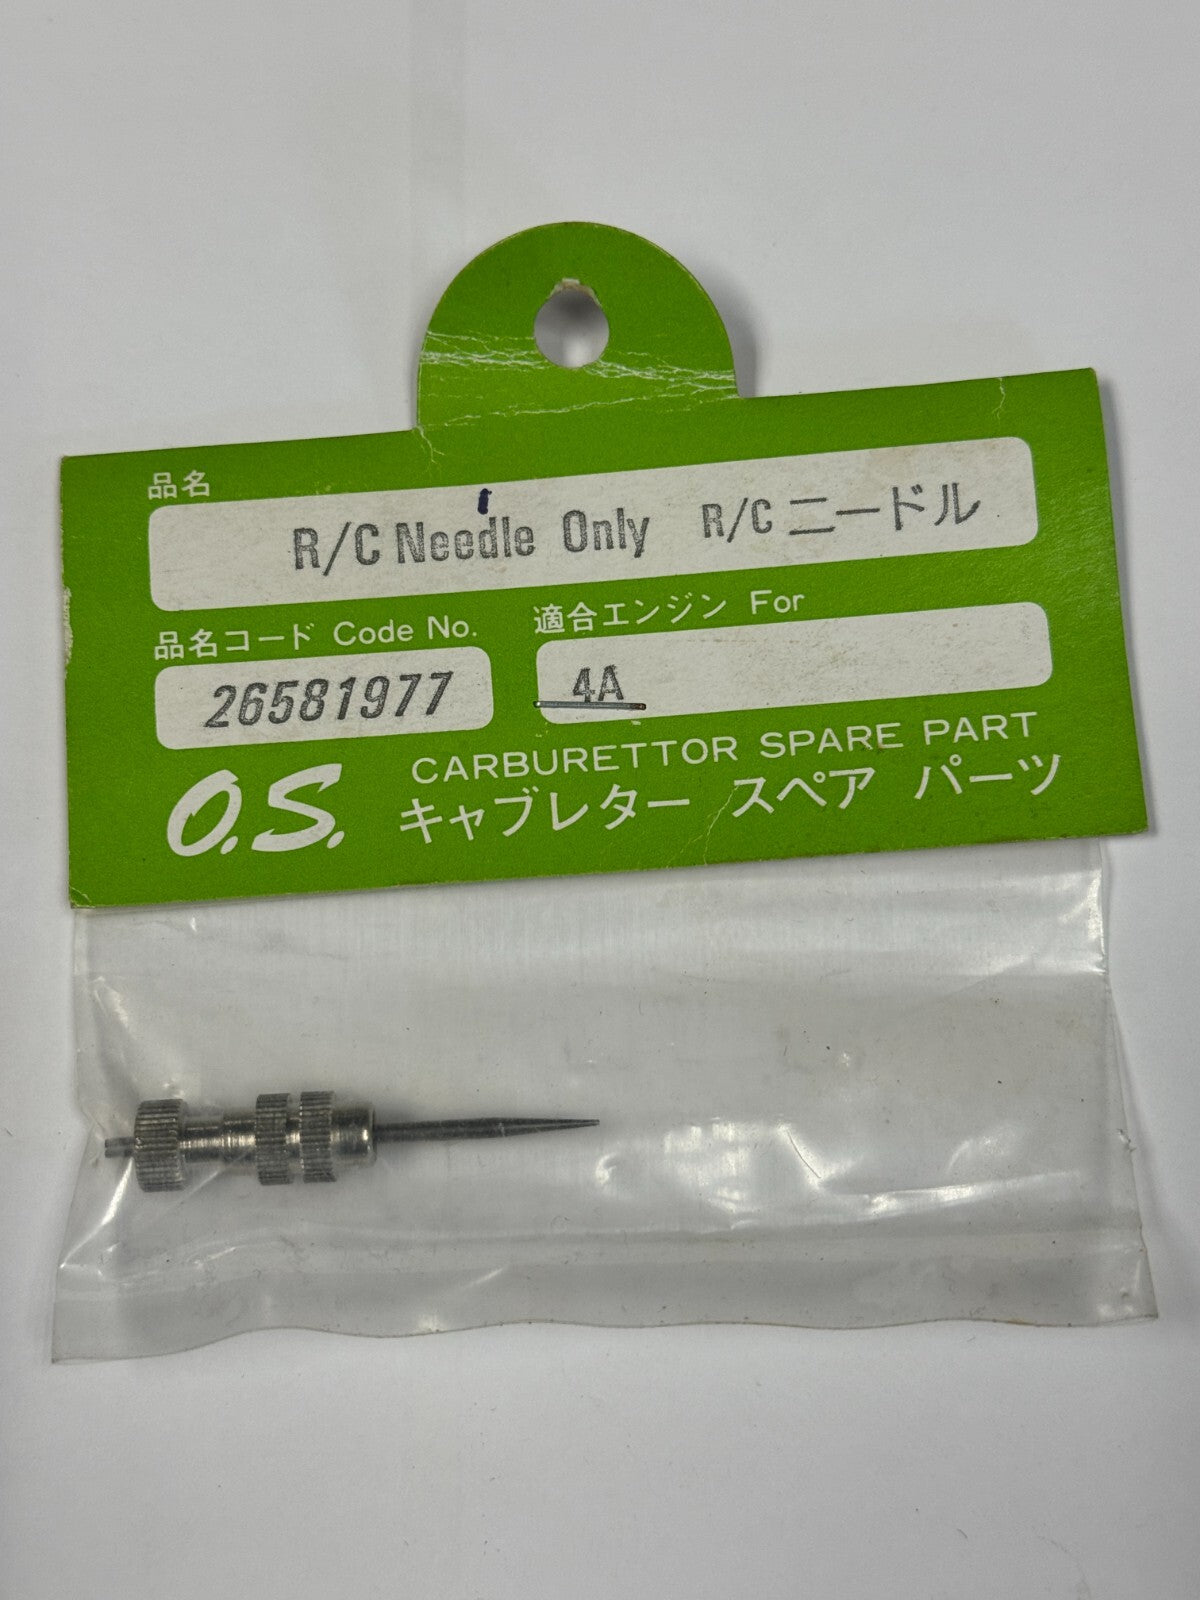 品名
R/C Needle Only R/C ニードル
品名コード Code No.
適合エンジン For
26581977
4A
O.S.
CARBURETTOR SPARE PART
キャブレター スペア パーツ